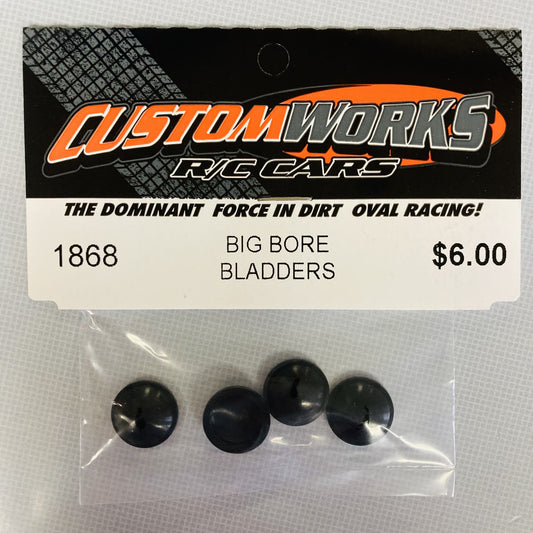 CUSTOMWORKS
R/C CARS
THE DOMINANT FORCE IN DIRT OVAL RACING!
1868 BIG BORE $6.00
BLADDERS